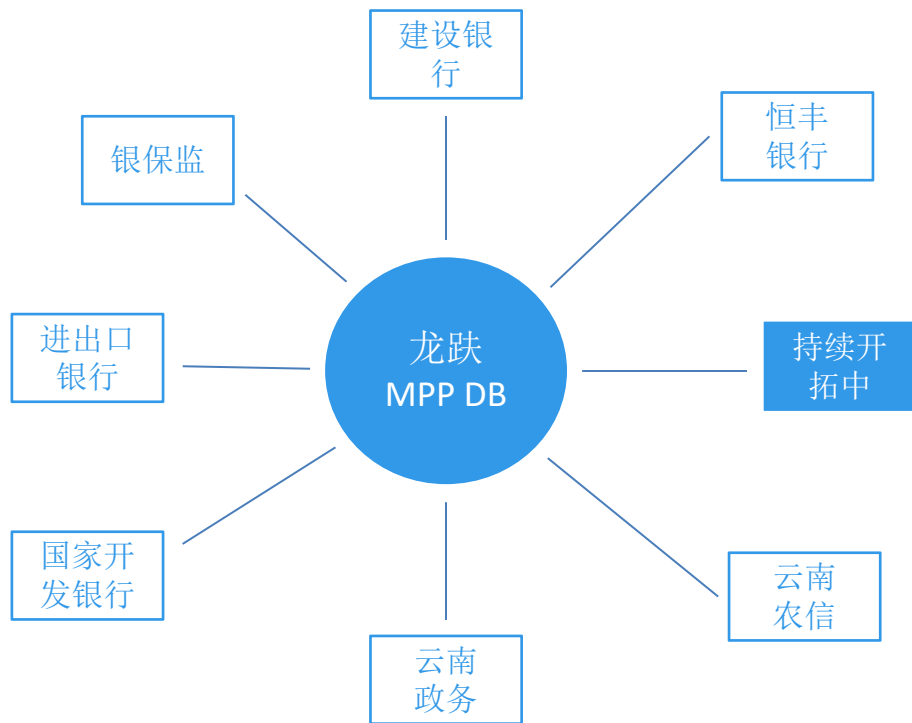 建设银
行
恒丰
银行
银保监
进出口
银行
龙趺
MPP DB
持续开
拓中
国家开
发银行
云南
农信
云南
政务